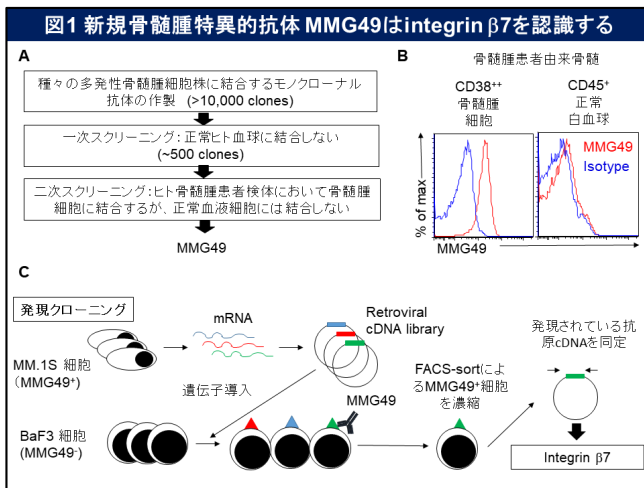 図1 新規骨髄腫特異的抗体 MMG49はintegrin β7を認識する
A
種々の多発性骨髄腫細胞株に結合するモノクローナル
抗体の作製 (>10,000 clones)
一次スクリーニング：正常ヒト血球に結合しない
(~500 clones)
二次スクリーニング：ヒト骨髄腫患者検体において骨髄腫
細胞に結合するが、正常血液細胞には結合しない
MMG49
B
骨髄腫患者由来骨髄
CD38⁺⁺
骨髄腫
細胞
CD45⁺
正常
白血球
MMG49
Isotype
% of max
MMG49
C
発現クローニング
MM.1S 細胞
(MMG49⁺)
mRNA
Retroviral
cDNA library
遺伝子導入
MMG49
BaF3 細胞
(MMG49⁻)
FACS-sortによ
るMMG49⁺細胞
を濃縮
発現されている抗
原cDNAを同定
Integrin β7